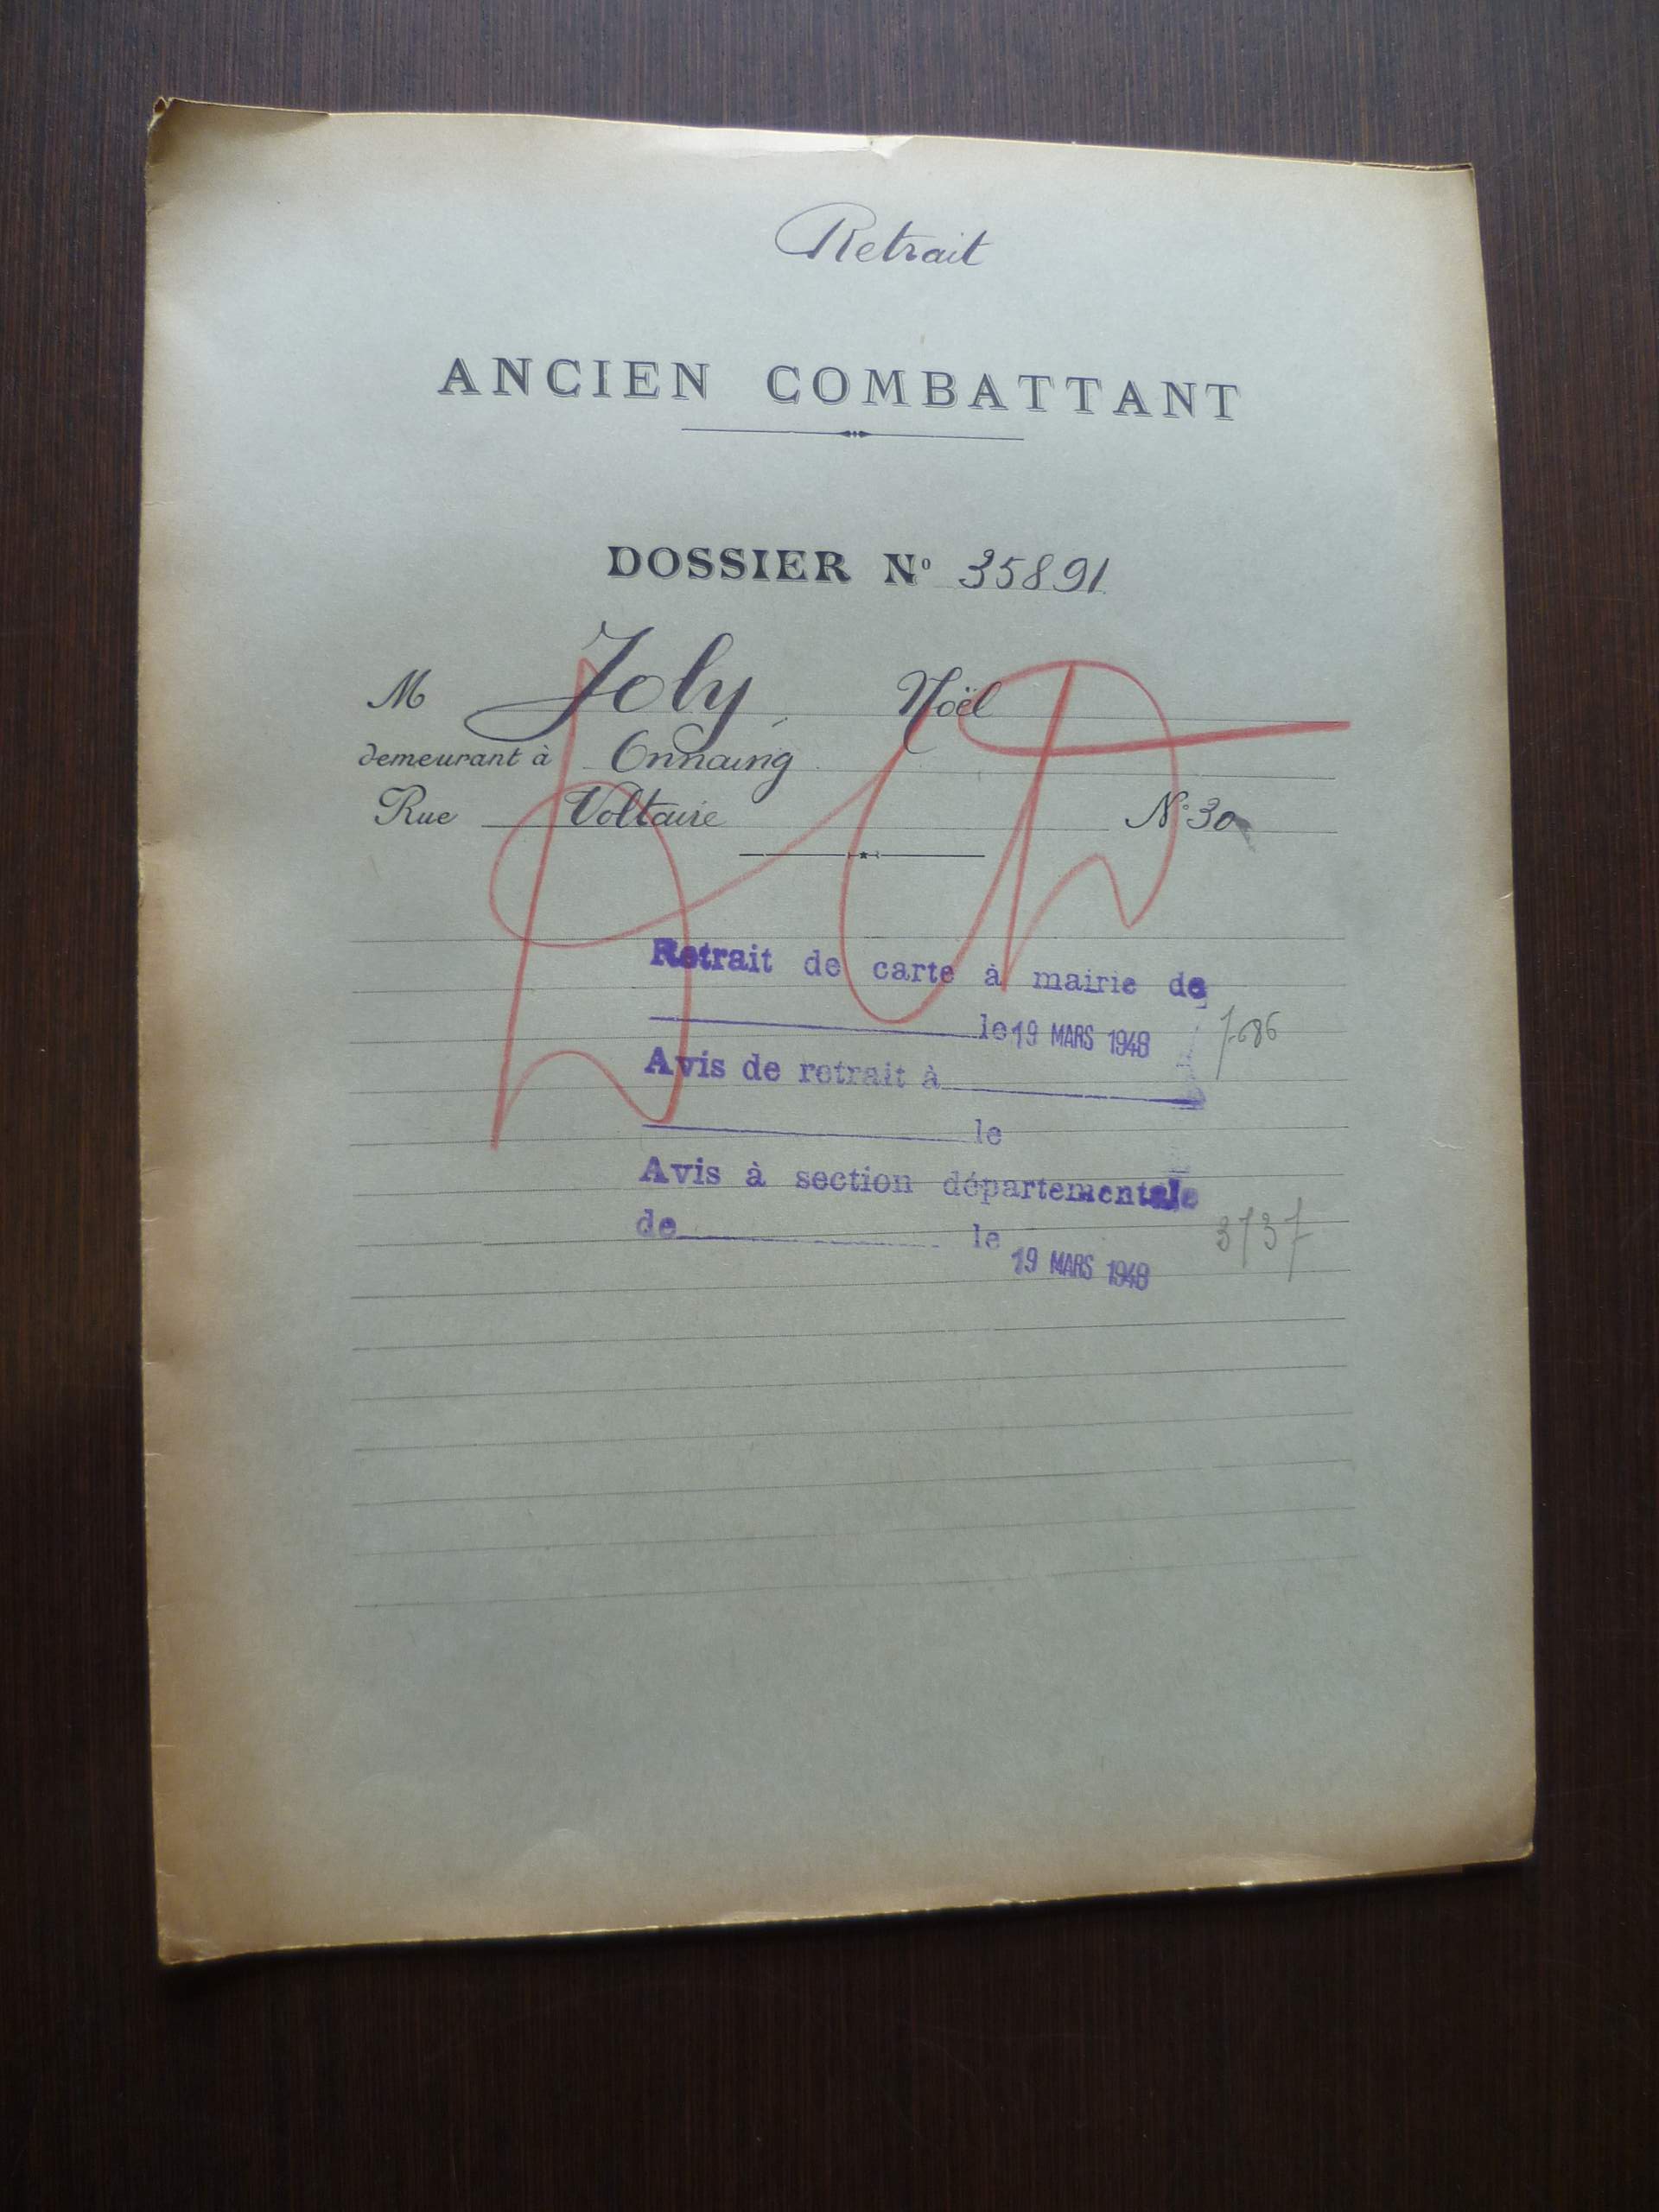 Retrait
ANCIEN COMBATTANT
DOSSIER N° 35891
M Joly, Noël
demeurant à Onnaing
Rue Voltaire N° 30
Retrait de carte à mairie de
le 19 MARS 1948
Avis de retrait à
le
Avis à section départementale
de le
19 MARS 1948
3737